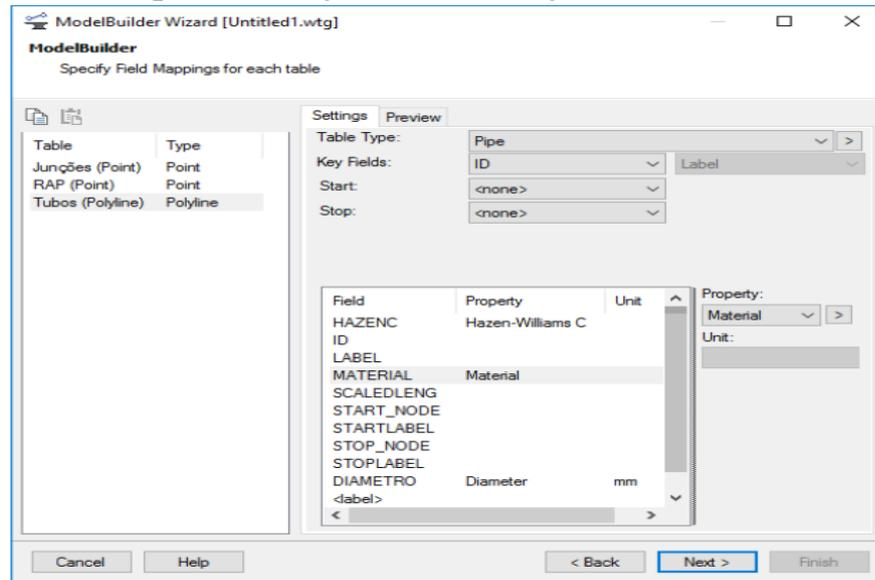 ModelBuilder Wizard [Untitled1.wtg]
ModelBuilder
Specify Field Mappings for each table
Settings Preview
Table Type
Junções (Point) Point
RAP (Point) Point
Tubos (Polyline) Polyline
Table Type: Pipe >
Key Fields: ID Label
Start: <none>
Stop: <none>
Field Property Unit
HAZENC Hazen-Williams C
ID
LABEL
MATERIAL Material
SCALEDLENG
START_NODE
STARTLABEL
STOP_NODE
STOPLABEL
DIAMETRO Diameter mm
<label>
Property:
Material >
Unit:
Cancel Help < Back Next > Finish